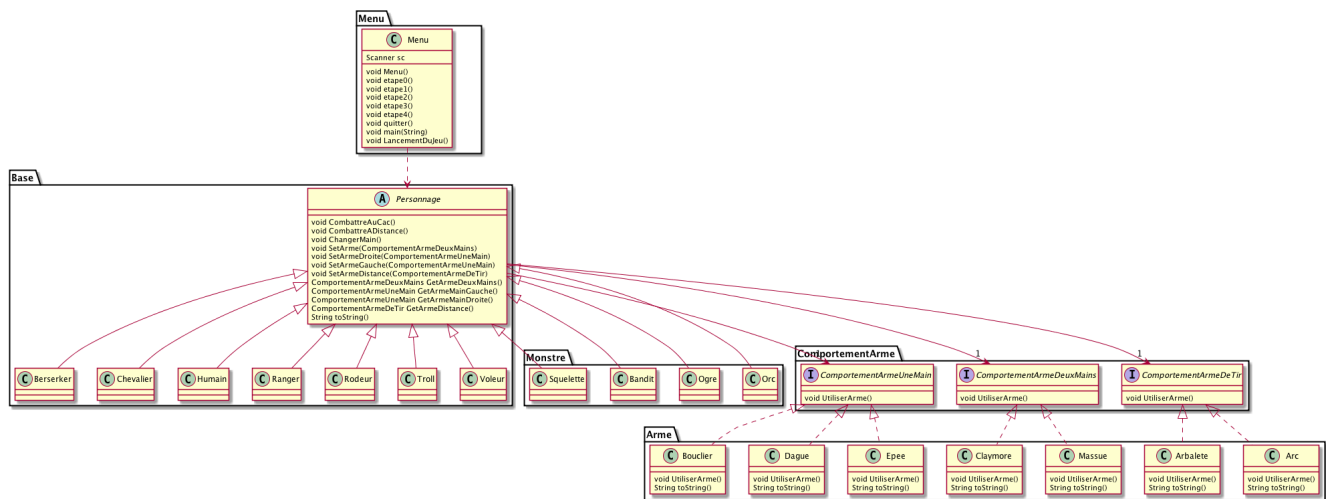 Menu
C Menu
Scanner sc
void Menu()
void etape0()
void etape1()
void etape2()
void etape3()
void etape4()
void quitter()
void main(String)
void LancementDuJeu()
Base
A Personnage
void CombattreAuCac()
void CombattreADistance()
void ChangerMain()
void SetArme(ComportementArmeDeuxMains)
void SetArmeDroite(ComportementArmeUneMain)
void SetArmeGauche(ComportementArmeUneMain)
void SetArmeDistance(ComportementArmeDeTir)
ComportementArmeDeuxMains GetArmeDeuxMains()
ComportementArmeUneMain GetArmeMainGauche()
ComportementArmeUneMain GetArmeMainDroite()
ComportementArmeDeTir GetArmeDistance()
String toString()
C Berserker
C Chevalier
C Humain
C Ranger
C Rodeur
C Troll
C Voleur
Monstre
C Squelette
C Bandit
C Ogre
C Orc
1
1
ComportementArme
I ComportementArmeUneMain
void UtiliserArme()
I ComportementArmeDeuxMains
void UtiliserArme()
I ComportementArmeDeTir
void UtiliserArme()
Arme
C Bouclier
void UtiliserArme()
String toString()
C Dague
void UtiliserArme()
String toString()
C Epee
void UtiliserArme()
String toString()
C Claymore
void UtiliserArme()
String toString()
C Massue
void UtiliserArme()
String toString()
C Arbalete
void UtiliserArme()
String toString()
C Arc
void UtiliserArme()
String toString()